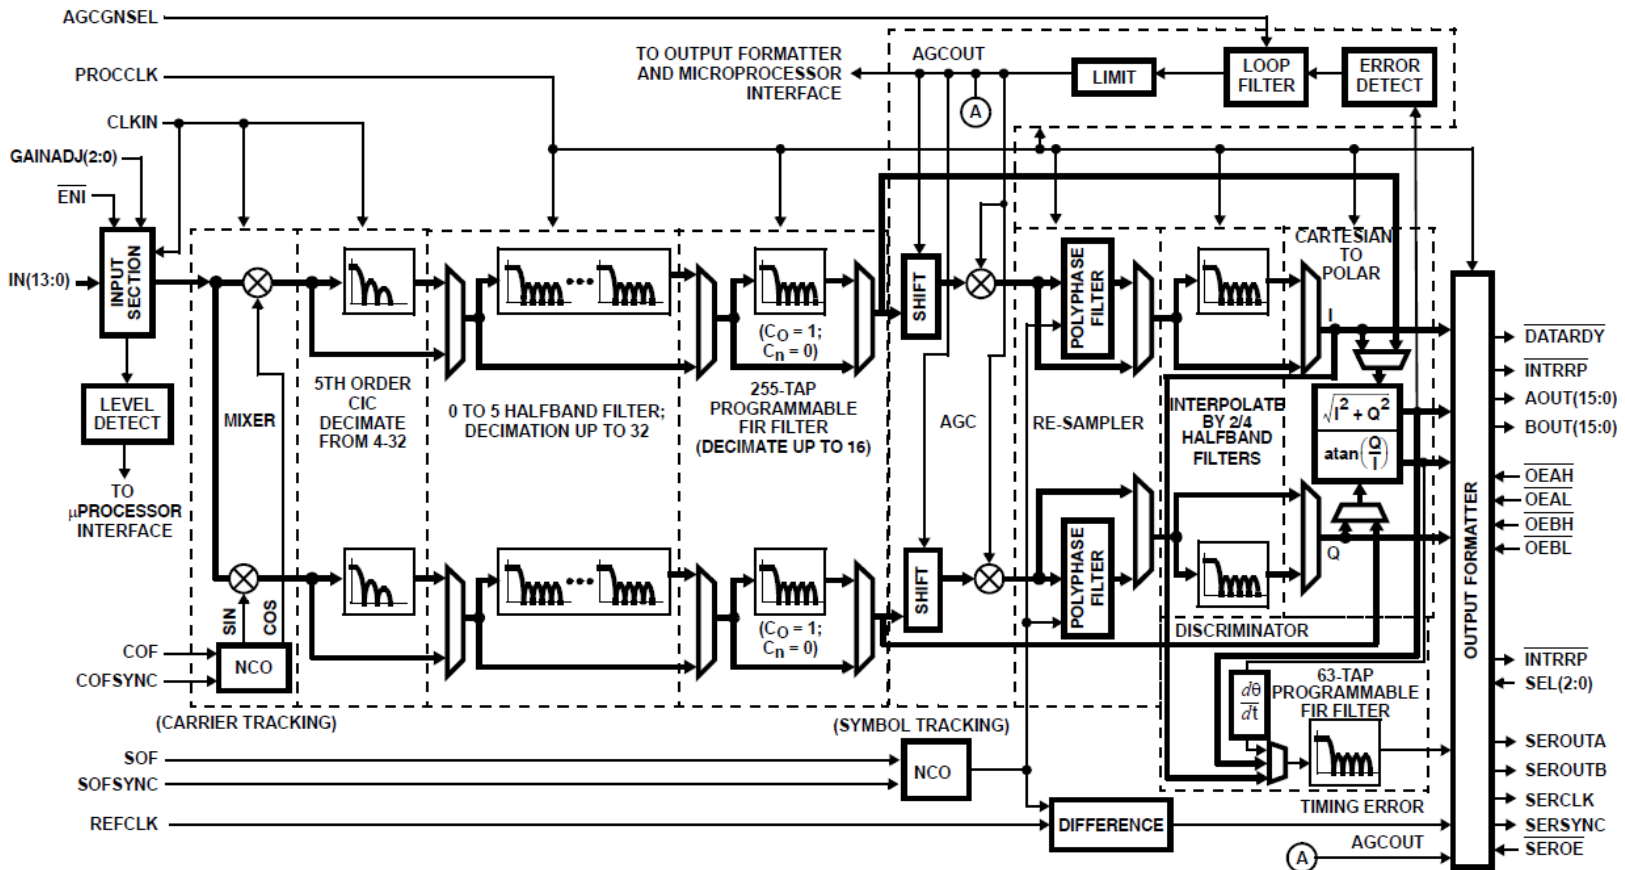 AGCGNSEL
PROCCLK
CLKIN
GAINADJ(2:0)
ENI
IN(13:0)
INPUT
SECTION
LEVEL
DETECT
TO
μPROCESSOR
INTERFACE
MIXER
SIN
COS
NCO
COF
COFSYNC
(CARRIER TRACKING)
5TH ORDER
CIC
DECIMATE
FROM 4-32
0 TO 5 HALFBAND FILTER;
DECIMATION UP TO 32
(CO = 1;
Cn = 0)
255-TAP
PROGRAMMABLE
FIR FILTER
(DECIMATE UP TO 16)
(CO = 1;
Cn = 0)
TO OUTPUT FORMATTER
AND MICROPROCESSOR
INTERFACE
AGCOUT
A
LIMIT
LOOP
FILTER
ERROR
DETECT
SHIFT
SHIFT
AGC
POLYPHASE
FILTER
RE-SAMPLER
POLYPHASE
FILTER
INTERPOLATE
BY 2/4
HALFBAND
FILTERS
CARTESIAN
TO
POLAR
I
√I2 + Q2
atan(Q/I)
Q
DISCRIMINATOR
dθ
dt
63-TAP
PROGRAMMABLE
FIR FILTER
(SYMBOL TRACKING)
SOF
SOFSYNC
NCO
REFCLK
DIFFERENCE
TIMING ERROR
A
AGCOUT
OUTPUT FORMATTER
DATARDY
INTRRP
AOUT(15:0)
BOUT(15:0)
OEAH
OEAL
OEBH
OEBL
INTRRP
SEL(2:0)
SEROUTA
SEROUTB
SERCLK
SERSYNC
SEROE